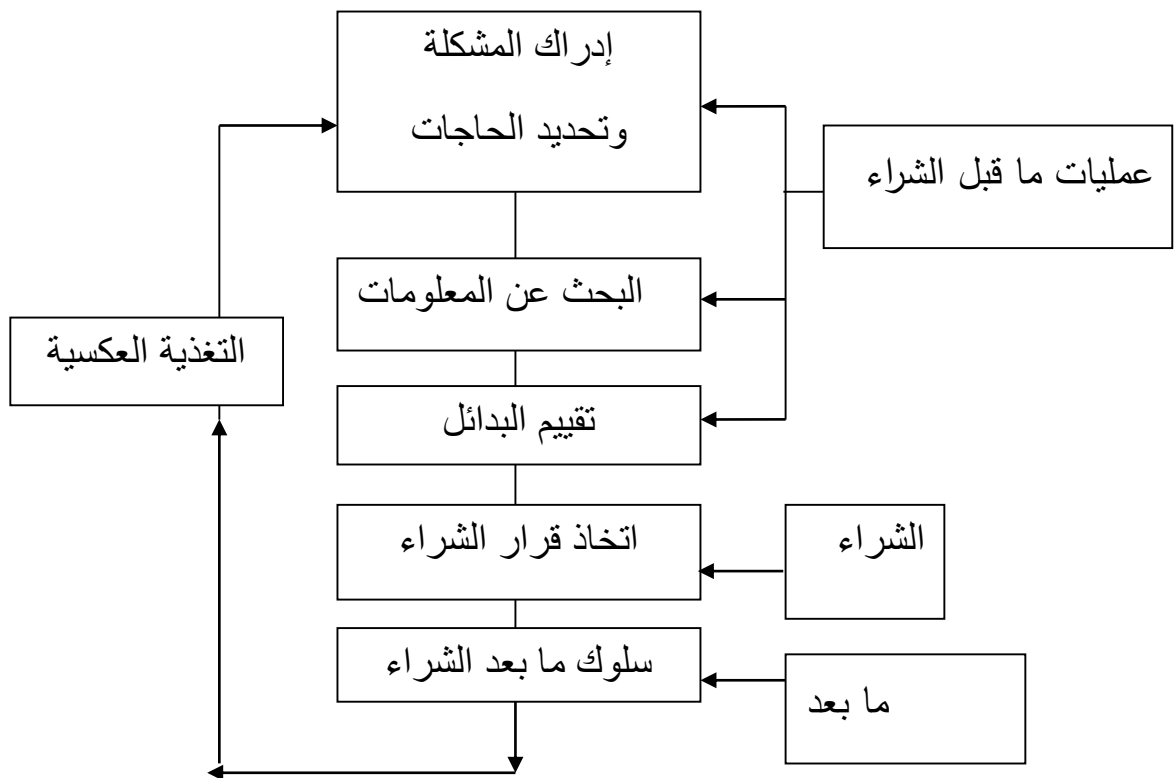 إدراك المشكلة
وتحديد الحاجات
عمليات ما قبل الشراء
البحث عن المعلومات
التغذية العكسية
تقييم البدائل
اتخاذ قرار الشراء
الشراء
سلوك ما بعد الشراء
ما بعد